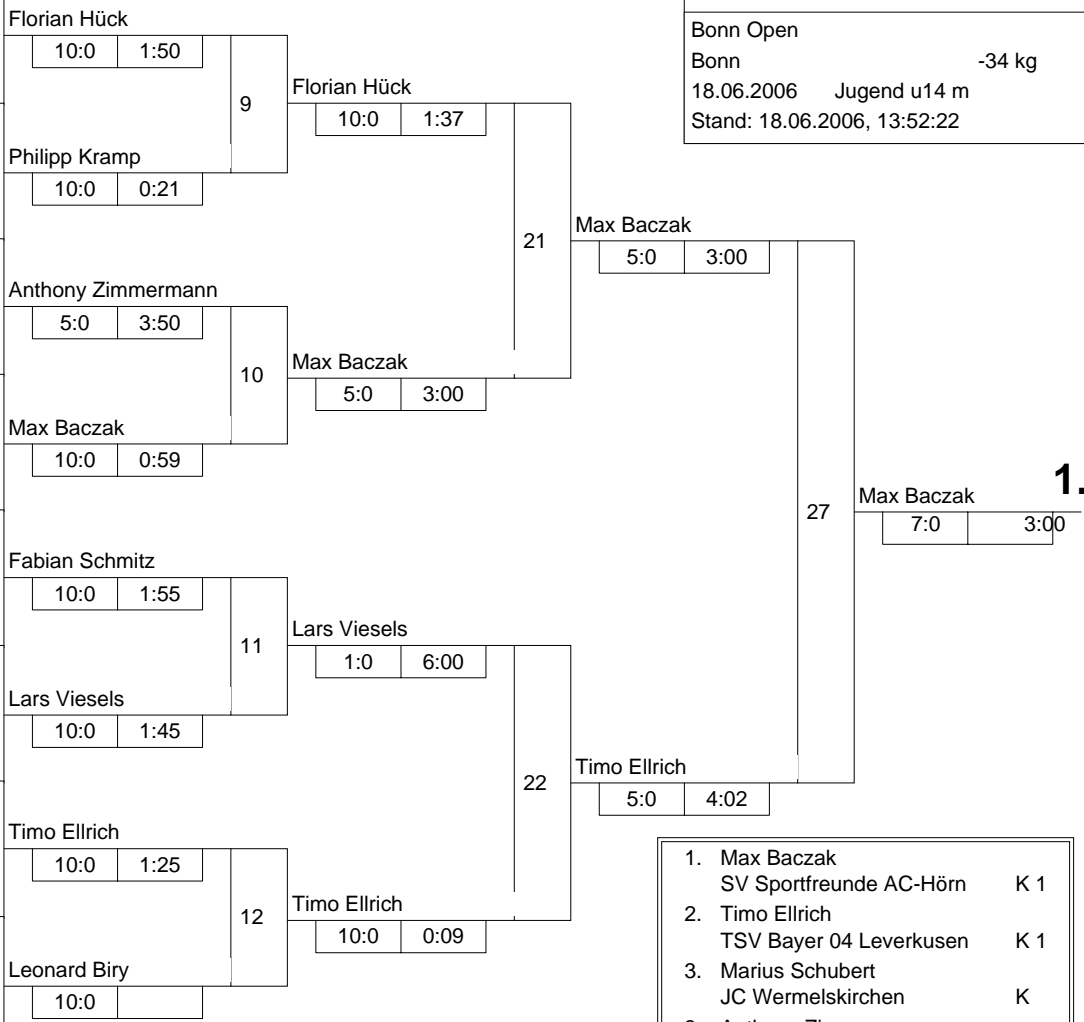 Florian Hück
10:0 1:50
9
Philipp Kramp
10:0 0:21
Anthony Zimmermann
5:0 3:50
10
Max Baczak
10:0 0:59
Fabian Schmitz
10:0 1:55
11
Lars Viesels
10:0 1:45
Timo Ellrich
10:0 1:25
12
Leonard Biry
10:0
Florian Hück
10:0 1:37
21
Max Baczak
5:0 3:00
Lars Viesels
1:0 6:00
22
Timo Ellrich
10:0 0:09
Max Baczak
5:0 3:00
27
Timo Ellrich
5:0 4:02
Max Baczak 1.
7:0 3:00
Bonn Open
Bonn -34 kg
18.06.2006 Jugend u14 m
Stand: 18.06.2006, 13:52:22
1. Max Baczak
SV Sportfreunde AC-Hörn K 1
2. Timo Ellrich
TSV Bayer 04 Leverkusen K 1
3. Marius Schubert
JC Wermelskirchen K